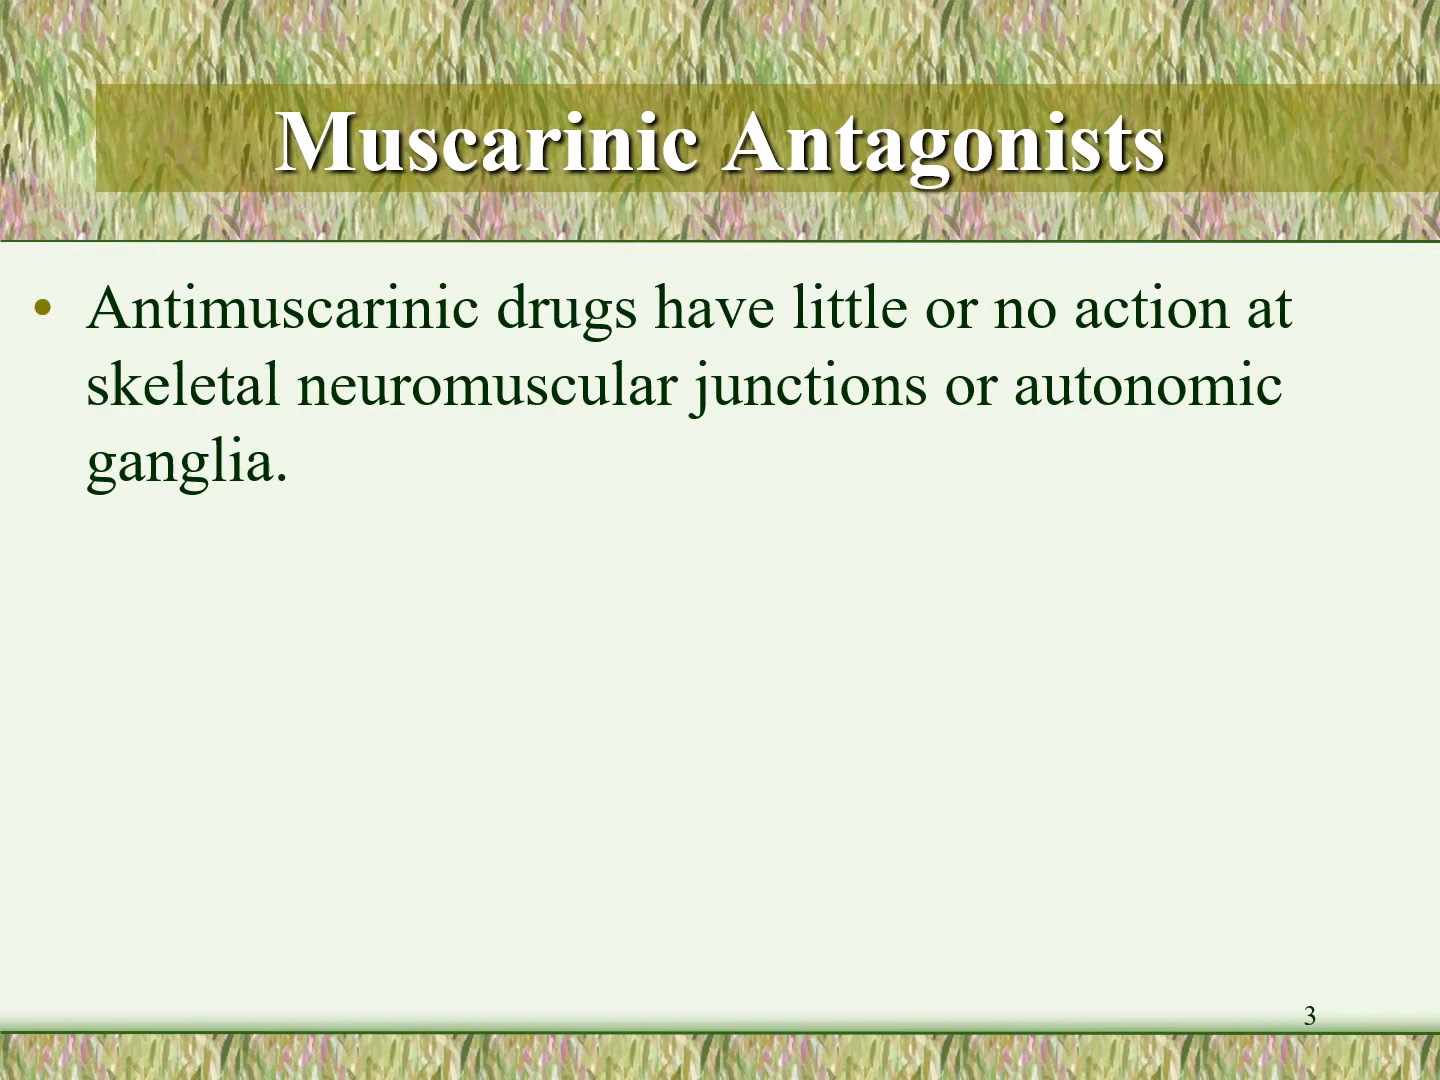 Muscarinic Antagonists
• Antimuscarinic drugs have little or no action at
skeletal neuromuscular junctions or autonomic
ganglia.
3